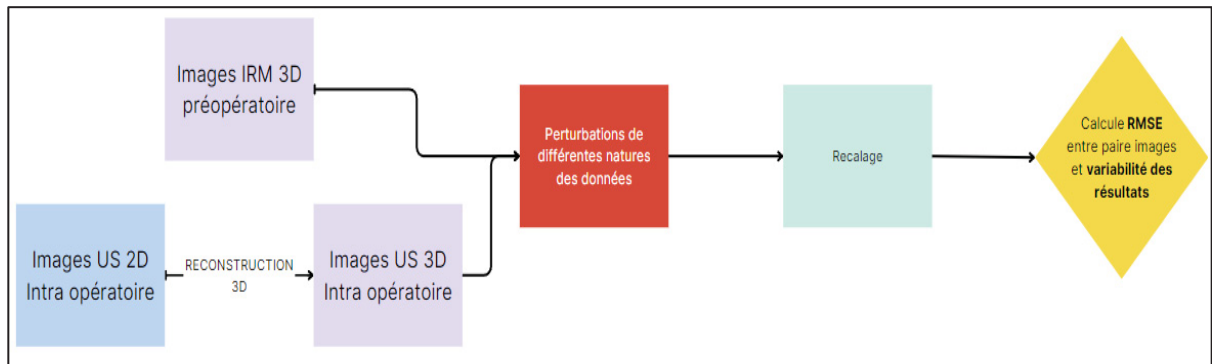 Images IRM 3D
préopératoire
Perturbations de
différentes natures
des données
Recalage
Calcule RMSE
entre paire images
et variabilité des
résultats
Images US 2D
Intra opératoire
RECONSTRUCTION
3D
Images US 3D
Intra opératoire